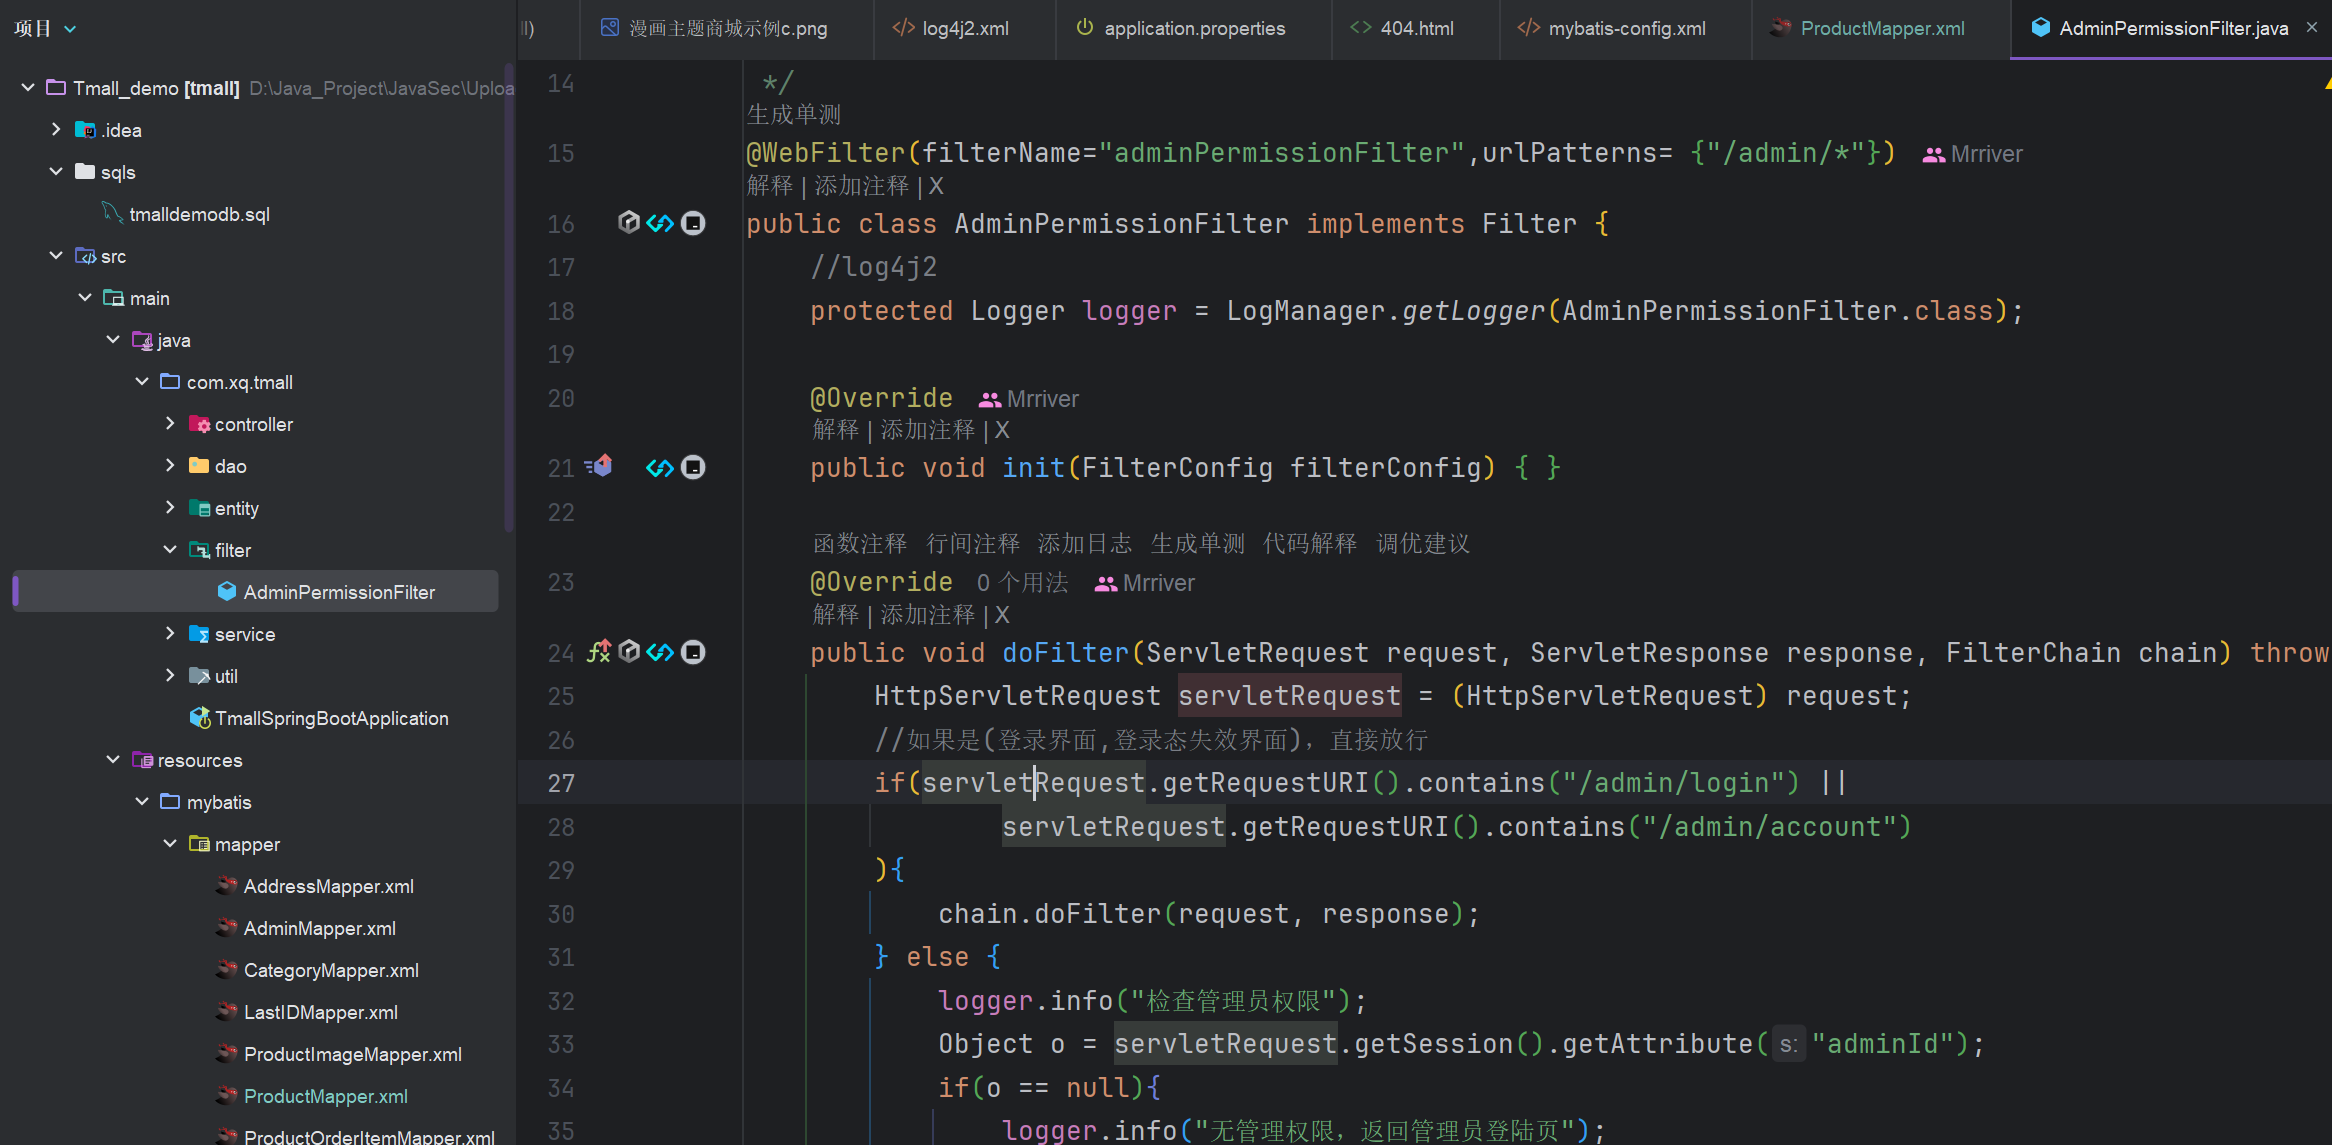 项目
Tmall_demo [tmall] D:\Java_Project\JavaSec\Uploa
.idea
sqls
tmalldemodb.sql
src
main
java
com.xq.tmall
controller
dao
entity
filter
AdminPermissionFilter
service
util
TmallSpringBootApplication
resources
mybatis
mapper
AddressMapper.xml
AdminMapper.xml
CategoryMapper.xml
LastIDMapper.xml
ProductImageMapper.xml
ProductMapper.xml
ProductOrderItemMapper.xml
漫画主题商城示例c.png log4j2.xml application.properties 404.html mybatis-config.xml ProductMapper.xml AdminPermissionFilter.java
14 */
生成单测
15 @WebFilter(filterName="adminPermissionFilter",urlPatterns= {"/admin/*"}) Mrriver
解释 | 添加注释 | X
16 public class AdminPermissionFilter implements Filter {
17 //log4j2
18 protected Logger logger = LogManager.getLogger(AdminPermissionFilter.class);
19
20 @Override Mrriver
解释 | 添加注释 | X
21 public void init(FilterConfig filterConfig) { }
22
函数注释 行间注释 添加日志 生成单测 代码解释 调优建议
23 @Override 0 个用法 Mrriver
解释 | 添加注释 | X
24 public void doFilter(ServletRequest request, ServletResponse response, FilterChain chain) throw
25 HttpServletRequest servletRequest = (HttpServletRequest) request;
26 //如果是(登录界面,登录态失效界面)，直接放行
27 if(servletRequest.getRequestURI().contains("/admin/login") ||
28 servletRequest.getRequestURI().contains("/admin/account")
29 ){
30 chain.doFilter(request, response);
31 } else {
32 logger.info("检查管理员权限");
33 Object o = servletRequest.getSession().getAttribute( s: "adminId");
34 if(o == null){
35 logger.info("无管理权限，返回管理员登陆页");